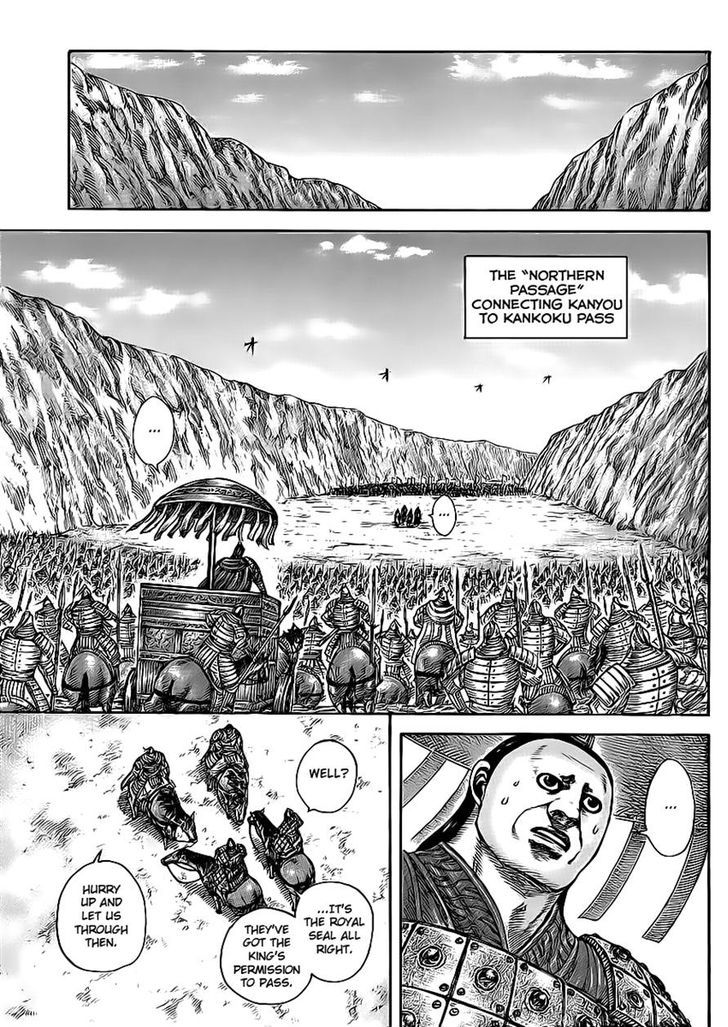 THE "NORTHERN
PASSAGE"
CONNECTING KANYOU
TO KANKOKU PASS
...
...
WELL?
...IT'S
THE ROYAL
SEAL ALL
RIGHT.
THEY'VE
GOT THE
KING'S
PERMISSION
TO PASS.
HURRY
UP AND
LET US
THROUGH
THEN.
...